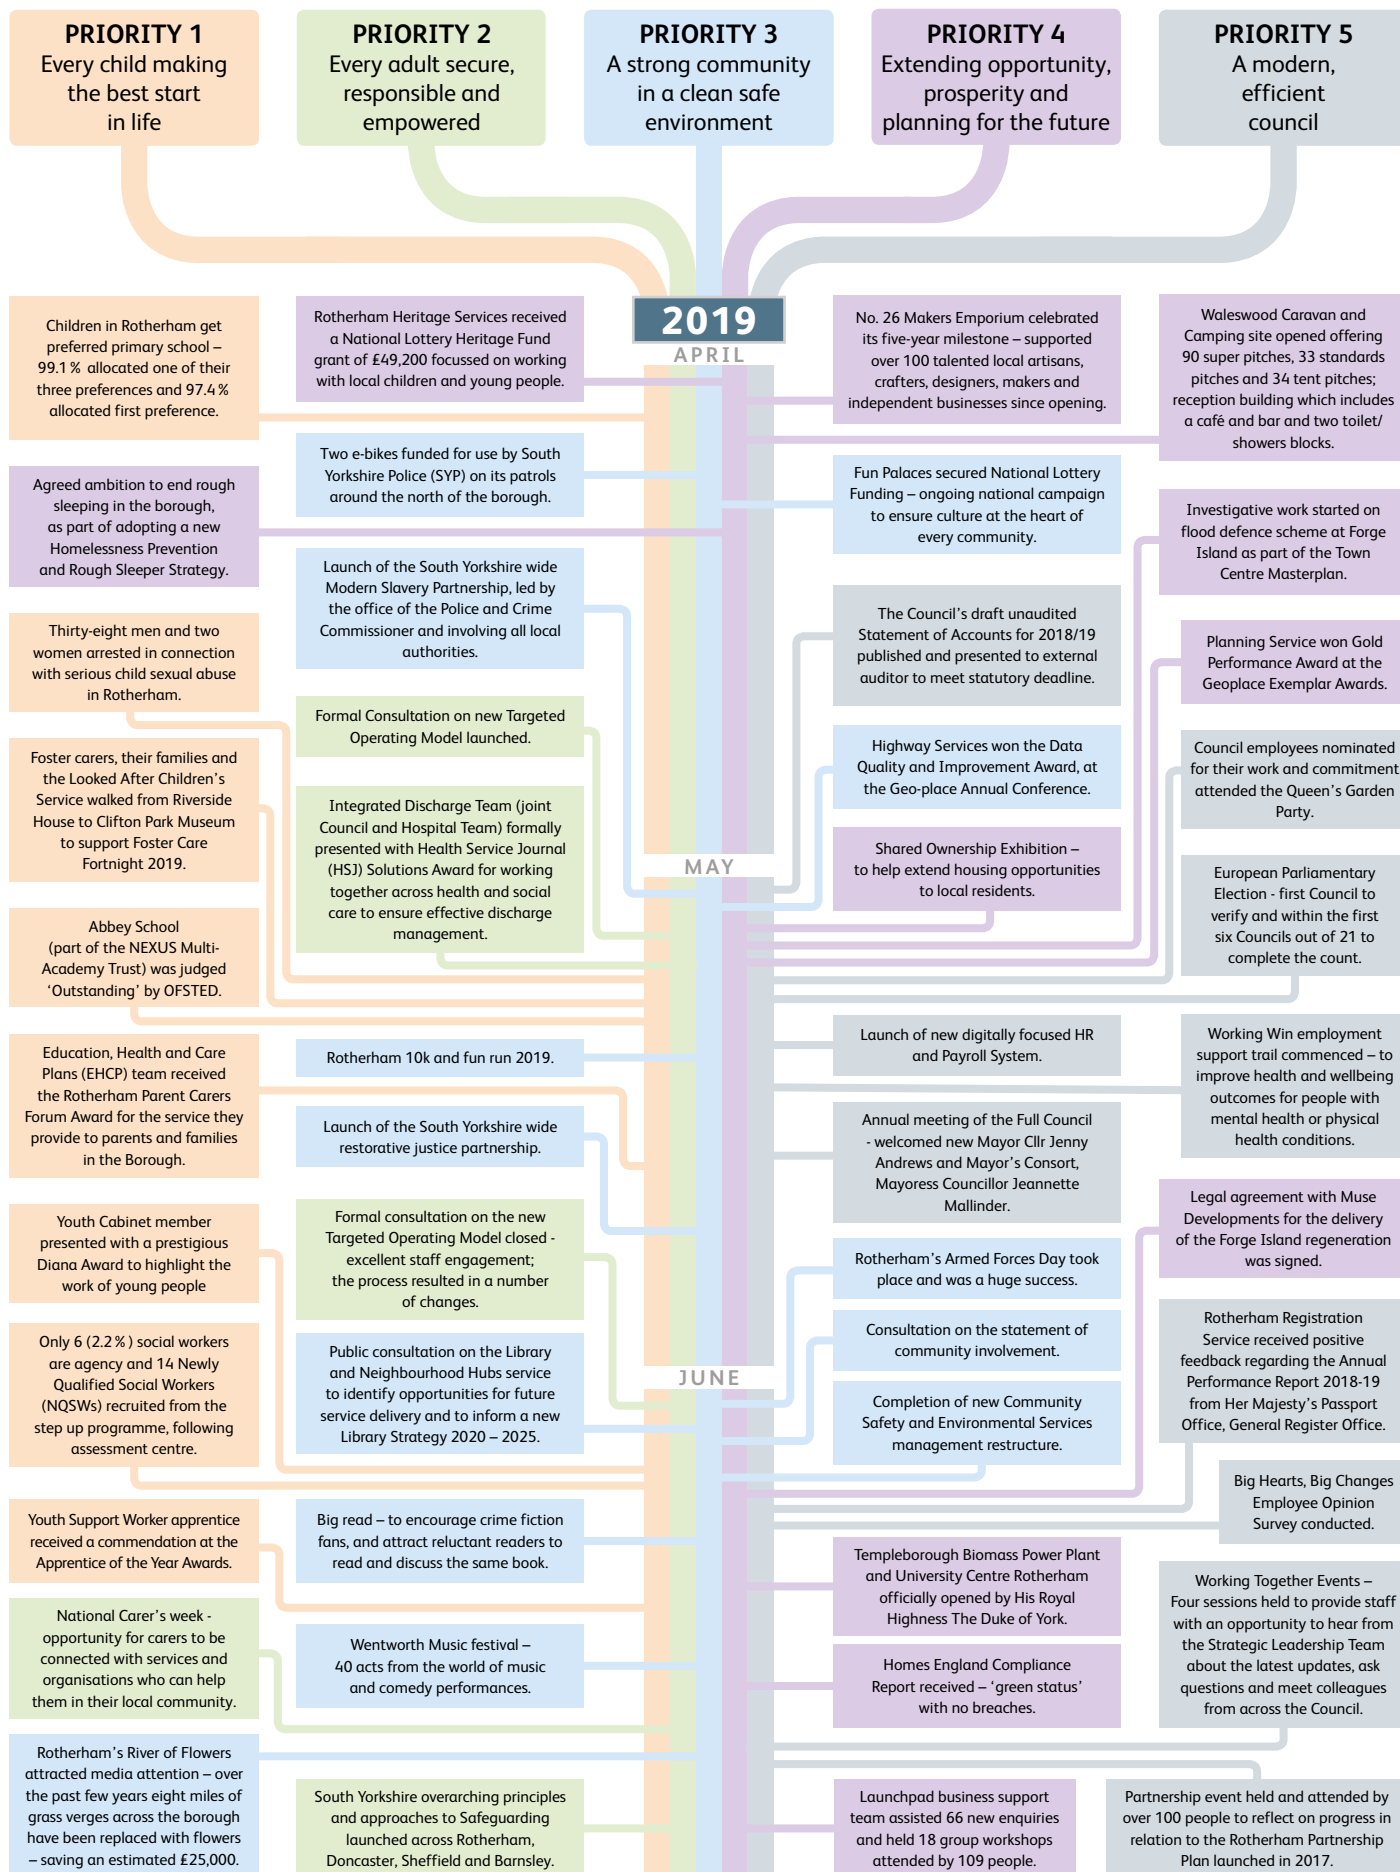 PRIORITY 1
Every child making
the best start
in life
PRIORITY 2
Every adult secure,
responsible and
empowered
PRIORITY 3
A strong community
in a clean safe
environment
PRIORITY 4
Extending opportunity,
prosperity and
planning for the future
PRIORITY 5
A modern,
efficient
council
2019
APRIL
Children in Rotherham get
preferred primary school –
99.1% allocated one of their
three preferences and 97.4%
allocated first preference.
Rotherham Heritage Services received
a National Lottery Heritage Fund
grant of £49,200 focussed on working
with local children and young people.
No. 26 Makers Emporium celebrated
its five-year milestone – supported
over 100 talented local artisans,
crafters, designers, makers and
independent businesses since opening.
Waleswood Caravan and
Camping site opened offering
90 super pitches, 33 standards
pitches and 34 tent pitches;
reception building which includes
a café and bar and two toilet/
showers blocks.
Two e-bikes funded for use by South
Yorkshire Police (SYP) on its patrols
around the north of the borough.
Fun Palaces secured National Lottery
Funding – ongoing national campaign
to ensure culture at the heart of
every community.
Agreed ambition to end rough
sleeping in the borough,
as part of adopting a new
Homelessness Prevention
and Rough Sleeper Strategy.
Investigative work started on
flood defence scheme at Forge
Island as part of the Town
Centre Masterplan.
Launch of the South Yorkshire wide
Modern Slavery Partnership, led by
the office of the Police and Crime
Commissioner and involving all local
authorities.
The Council's draft unaudited
Statement of Accounts for 2018/19
published and presented to external
auditor to meet statutory deadline.
Thirty-eight men and two
women arrested in connection
with serious child sexual abuse
in Rotherham.
Planning Service won Gold
Performance Award at the
Geoplace Exemplar Awards.
Formal Consultation on new Targeted
Operating Model launched.
Highway Services won the Data
Quality and Improvement Award, at
the Geo-place Annual Conference.
Council employees nominated
for their work and commitment
attended the Queen's Garden
Party.
Foster carers, their families and
the Looked After Children's
Service walked from Riverside
House to Clifton Park Museum
to support Foster Care
Fortnight 2019.
Integrated Discharge Team (joint
Council and Hospital Team) formally
presented with Health Service Journal
(HSJ) Solutions Award for working
together across health and social
care to ensure effective discharge
management.
MAY
Shared Ownership Exhibition –
to help extend housing opportunities
to local residents.
European Parliamentary
Election - first Council to
verify and within the first
six Councils out of 21 to
complete the count.
Abbey School
(part of the NEXUS Multi-
Academy Trust) was judged
'Outstanding' by OFSTED.
Launch of new digitally focused HR
and Payroll System.
Working Win employment
support trail commenced – to
improve health and wellbeing
outcomes for people with
mental health or physical
health conditions.
Education, Health and Care
Plans (EHCP) team received
the Rotherham Parent Carers
Forum Award for the service they
provide to parents and families
in the Borough.
Rotherham 10k and fun run 2019.
Launch of the South Yorkshire wide
restorative justice partnership.
Annual meeting of the Full Council
- welcomed new Mayor Cllr Jenny
Andrews and Mayor's Consort,
Mayoress Councillor Jeannette
Mallinder.
Legal agreement with Muse
Developments for the delivery
of the Forge Island regeneration
was signed.
Youth Cabinet member
presented with a prestigious
Diana Award to highlight the
work of young people
Formal consultation on the new
Targeted Operating Model closed -
excellent staff engagement;
the process resulted in a number
of changes.
Rotherham's Armed Forces Day took
place and was a huge success.
Consultation on the statement of
community involvement.
Rotherham Registration
Service received positive
feedback regarding the Annual
Performance Report 2018-19
from Her Majesty's Passport
Office, General Register Office.
Only 6 (2.2%) social workers
are agency and 14 Newly
Qualified Social Workers
(NQSWs) recruited from the
step up programme, following
assessment centre.
Public consultation on the Library
and Neighbourhood Hubs service
to identify opportunities for future
service delivery and to inform a new
Library Strategy 2020 – 2025.
JUNE
Completion of new Community
Safety and Environmental Services
management restructure.
Big Hearts, Big Changes
Employee Opinion
Survey conducted.
Youth Support Worker apprentice
received a commendation at the
Apprentice of the Year Awards.
Big read – to encourage crime fiction
fans, and attract reluctant readers to
read and discuss the same book.
Templeborough Biomass Power Plant
and University Centre Rotherham
officially opened by His Royal
Highness The Duke of York.
Working Together Events –
Four sessions held to provide staff
with an opportunity to hear from
the Strategic Leadership Team
about the latest updates, ask
questions and meet colleagues
from across the Council.
National Carer's week -
opportunity for carers to be
connected with services and
organisations who can help
them in their local community.
Wentworth Music festival –
40 acts from the world of music
and comedy performances.
Homes England Compliance
Report received – 'green status'
with no breaches.
Rotherham's River of Flowers
attracted media attention – over
the past few years eight miles of
grass verges across the borough
have been replaced with flowers
– saving an estimated £25,000.
South Yorkshire overarching principles
and approaches to Safeguarding
launched across Rotherham,
Doncaster, Sheffield and Barnsley.
Launchpad business support
team assisted 66 new enquiries
and held 18 group workshops
attended by 109 people.
Partnership event held and attended by
over 100 people to reflect on progress in
relation to the Rotherham Partnership
Plan launched in 2017.